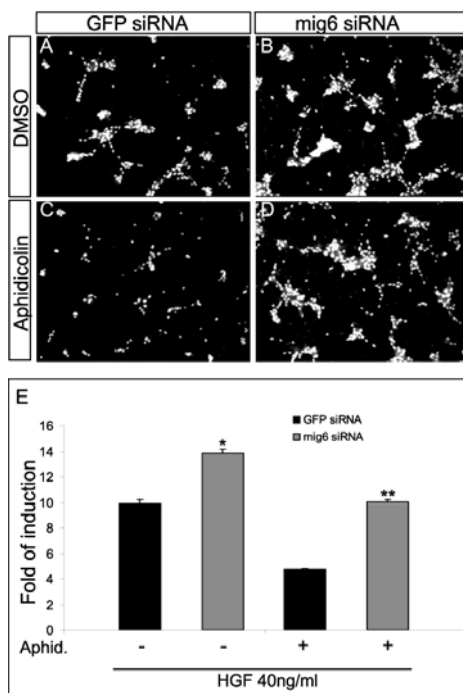 GFP siRNA mig6 siRNA
A B
DMSO
C D
Aphidicolin
E
GFP siRNA
mig6 siRNA
Fold of induction
16
14
12
10
8
6
4
2
0
*
**
Aphid. - - + +
HGF 40ng/ml